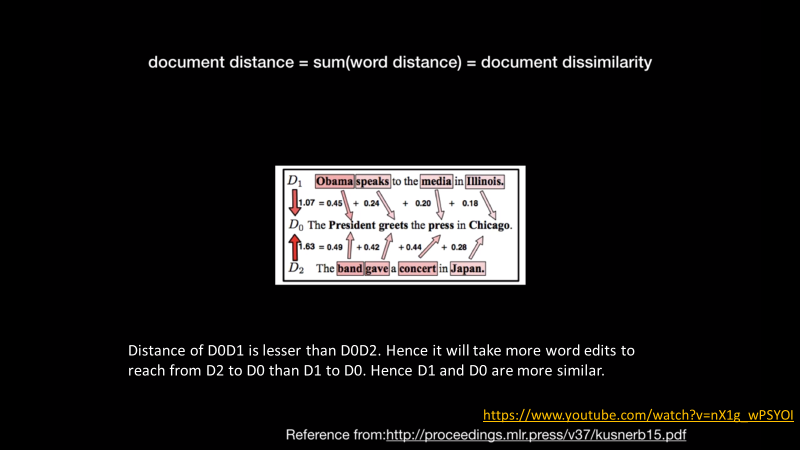 document distance = sum(word distance) = document dissimilarity
D1 Obama speaks to the media in Illinois.
1.07 = 0.45 + 0.24 + 0.20 + 0.18
D0 The President greets the press in Chicago.
1.63 = 0.49 + 0.42 + 0.44 + 0.28
D2 The band gave a concert in Japan.
Distance of D0D1 is lesser than D0D2. Hence it will take more word edits to
reach from D2 to D0 than D1 to D0. Hence D1 and D0 are more similar.
https://www.youtube.com/watch?v=nX1g_wPSYOI
Reference from:http://proceedings.mlr.press/v37/kusnerb15.pdf